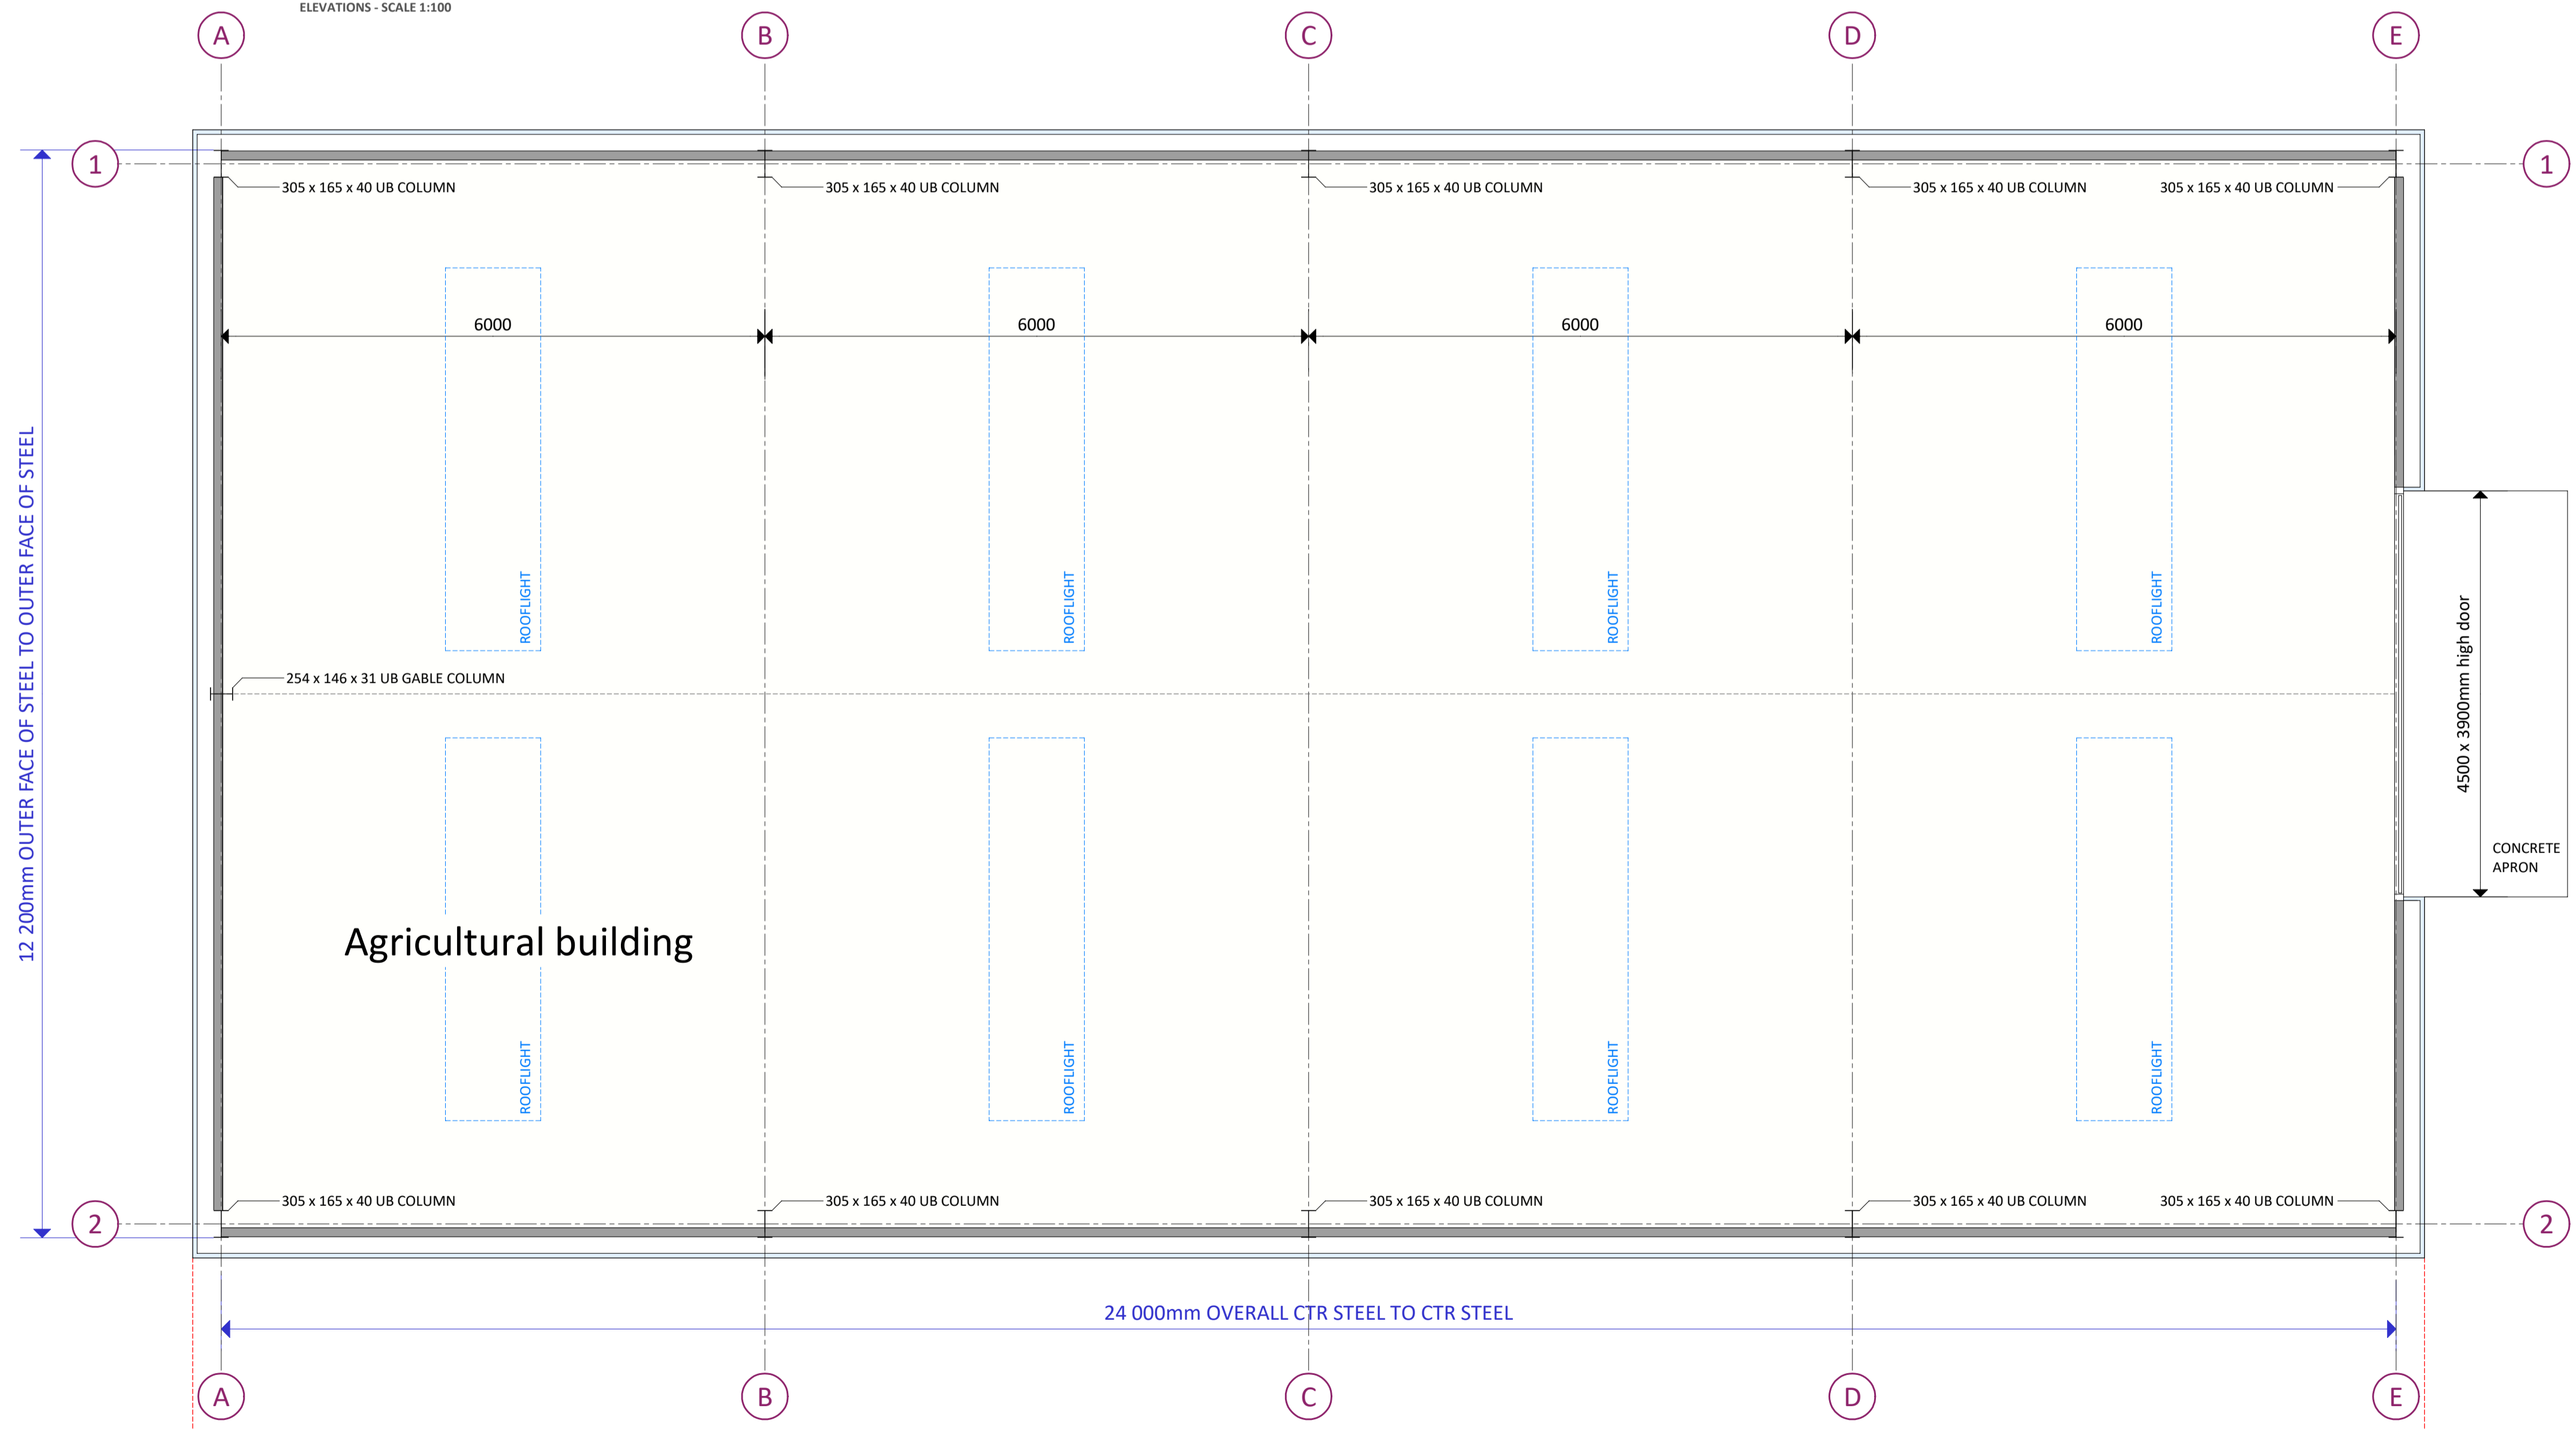 ELEVATIONS - SCALE 1:100
A
B
C
D
E
1
1
305 x 165 x 40 UB COLUMN
305 x 165 x 40 UB COLUMN
305 x 165 x 40 UB COLUMN
305 x 165 x 40 UB COLUMN
305 x 165 x 40 UB COLUMN
6000
6000
6000
6000
12 200mm OUTER FACE OF STEEL TO OUTER FACE OF STEEL
ROOFLIGHT
ROOFLIGHT
ROOFLIGHT
ROOFLIGHT
254 x 146 x 31 UB GABLE COLUMN
4500 x 3900mm high door
CONCRETE
APRON
Agricultural building
ROOFLIGHT
ROOFLIGHT
ROOFLIGHT
ROOFLIGHT
305 x 165 x 40 UB COLUMN
305 x 165 x 40 UB COLUMN
305 x 165 x 40 UB COLUMN
305 x 165 x 40 UB COLUMN
305 x 165 x 40 UB COLUMN
2
2
24 000mm OVERALL CTR STEEL TO CTR STEEL
A
B
C
D
E